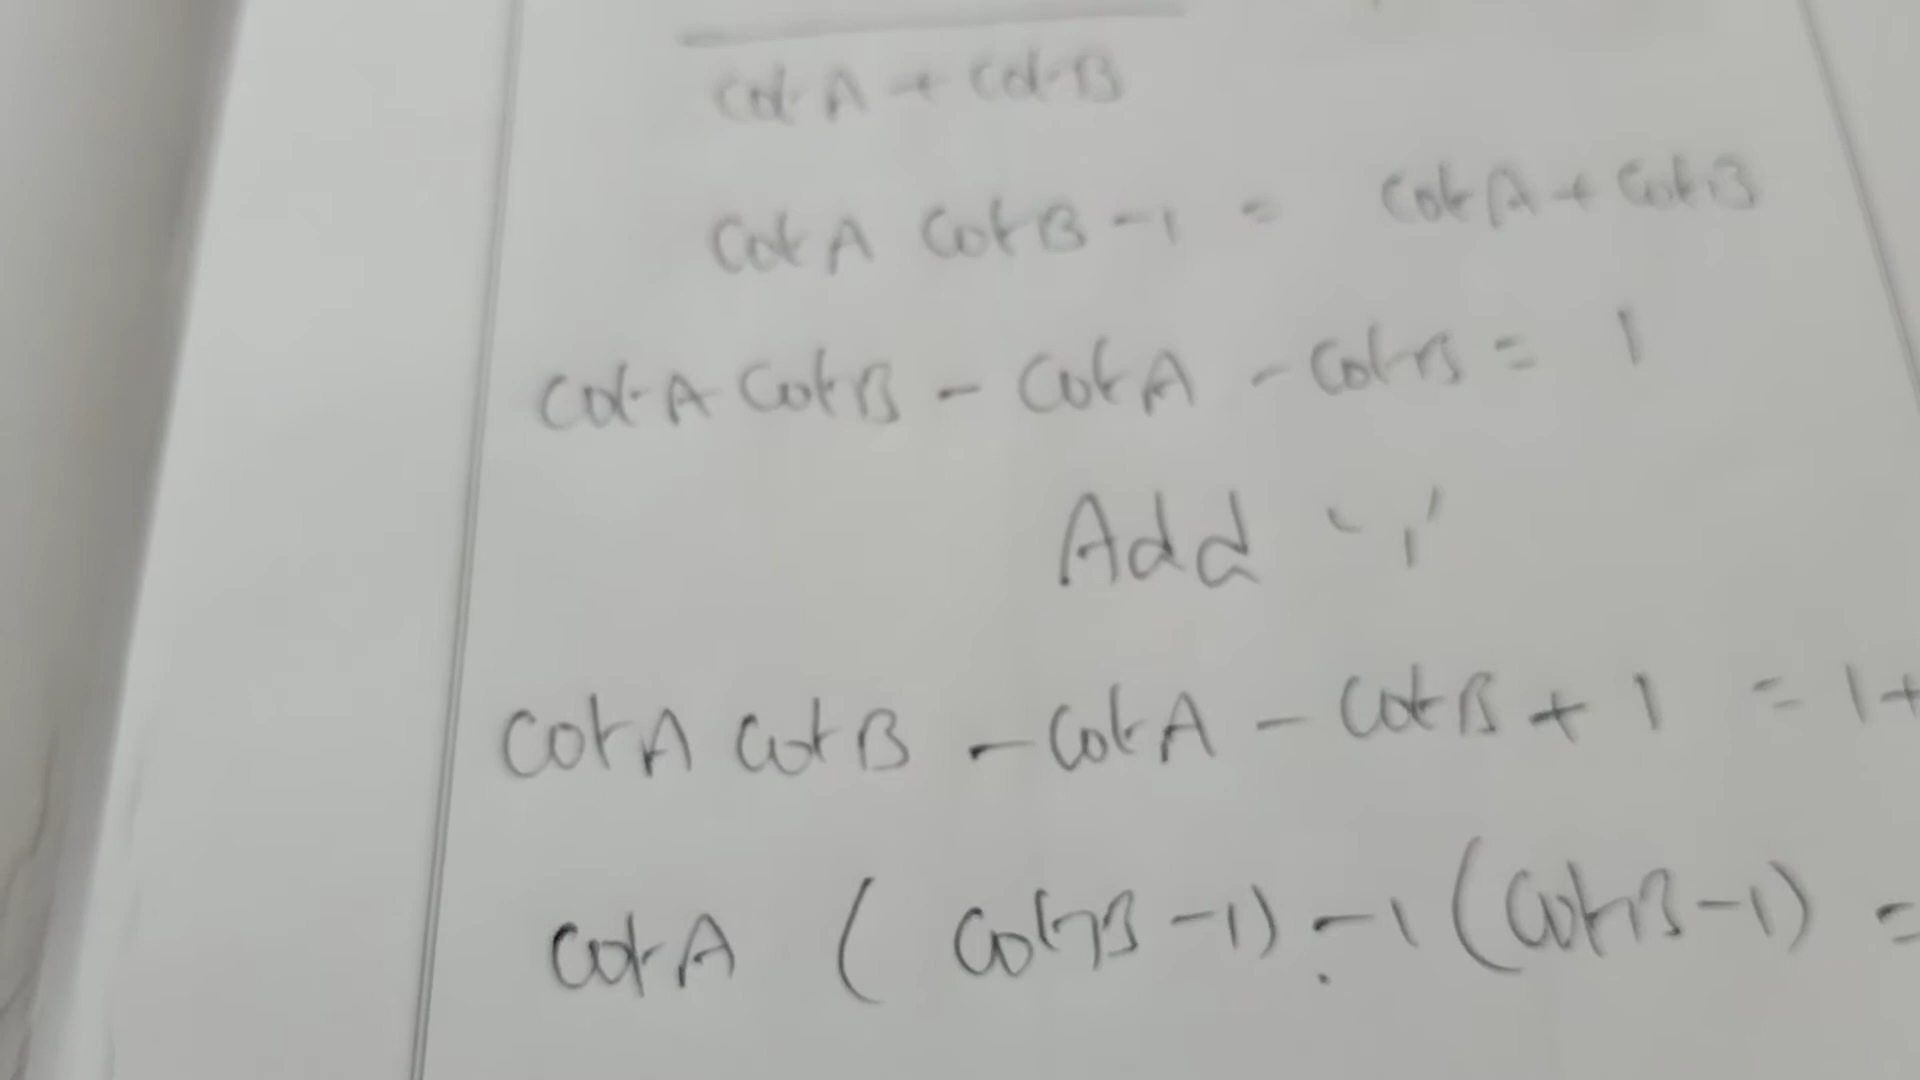 cot A + cot B
cot A cot B - 1 = cot A + cot B
cot A cot B - cot A - cot B = 1
Add '1'
cot A cot B - cot A - cot B + 1 = 1 +
cot A ( cot B - 1) - 1 (cot B - 1) =